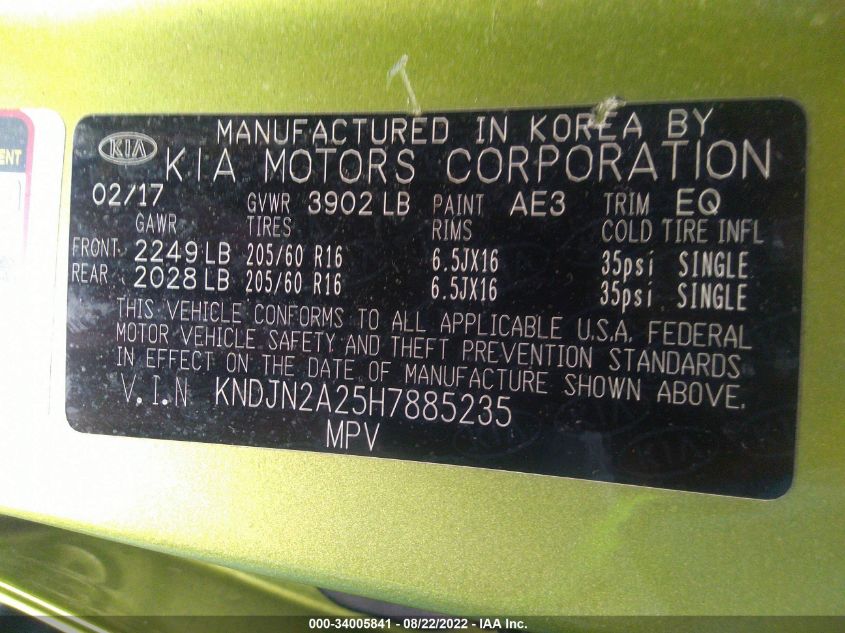 ENT
KIA
MANUFACTURED IN KOREA BY
KIA MOTORS CORPORATION
02/17 GVWR 3902 LB PAINT AE3 TRIM EQ
GAWR TIRES RIMS COLD TIRE INFL
FRONT 2249 LB 205/60 R16 6.5JX16 35psi SINGLE
REAR 2028 LB 205/60 R16 6.5JX16 35psi SINGLE
THIS VEHICLE CONFORMS TO ALL APPLICABLE U.S.A. FEDERAL
MOTOR VEHICLE SAFETY AND THEFT PREVENTION STANDARDS
IN EFFECT ON THE DATE OF MANUFACTURE SHOWN ABOVE.
V.I.N KNDJN2A25H7885235
MPV
000-34005841 - 08/22/2022 - IAA Inc.